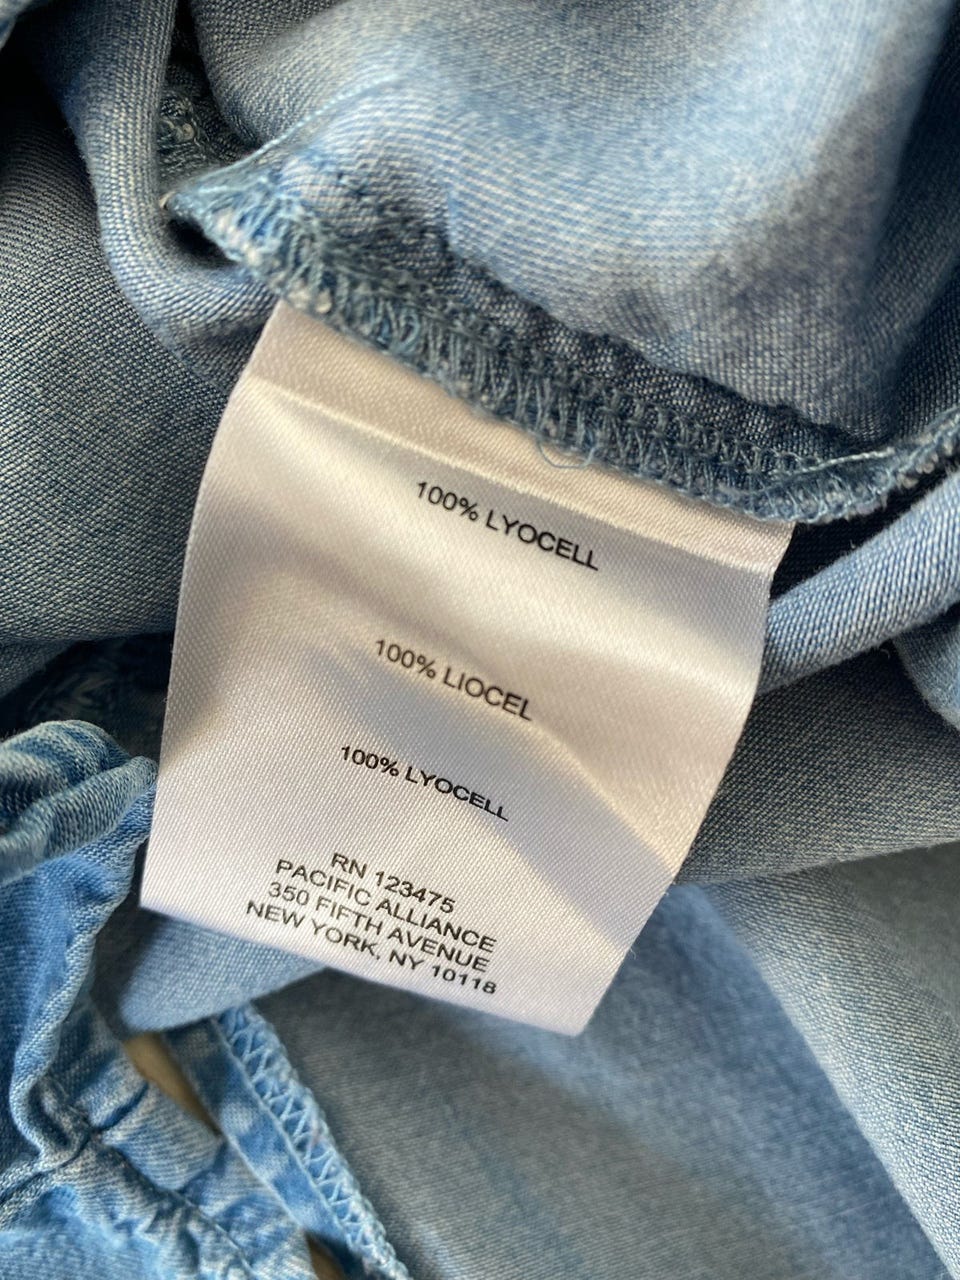 100% LYOCELL
100% LIOCEL
100% LYOCELL
RN 123475
PACIFIC ALLIANCE
350 FIFTH AVENUE
NEW YORK, NY 10118